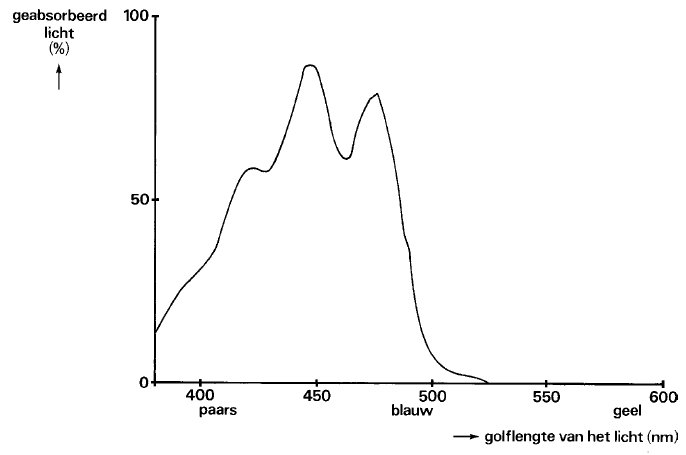 geabsorbeerd
licht
(%)
100
50
0
400
450
500
550
600
paars
blauw
geel
golflengte van het licht (nm)